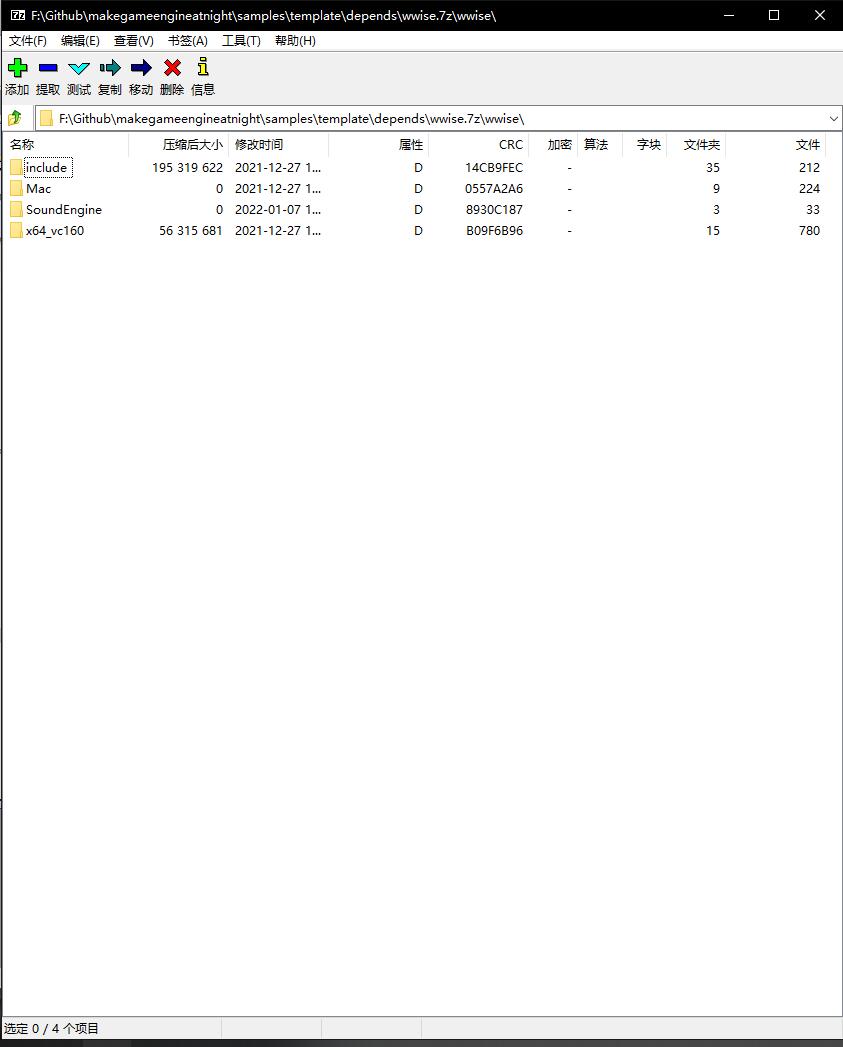 F:\Github\makegameengineatnight\samples\template\depends\wwise.7z\wwise\
文件(F) 编辑(E) 查看(V) 书签(A) 工具(T) 帮助(H)
添加 提取 测试 复制 移动 删除 信息
F:\Github\makegameengineatnight\samples\template\depends\wwise.7z\wwise\
名称 压缩后大小 修改时间 属性 CRC 加密 算法 字块 文件夹 文件
include 195 319 622 2021-12-27 1... D 14CB9FEC - 35 212
Mac 0 2021-12-27 1... D 0557A2A6 - 9 224
SoundEngine 0 2022-01-07 1... D 8930C187 - 3 33
x64_vc160 56 315 681 2021-12-27 1... D B09F6B96 - 15 780
选定 0 / 4 个项目